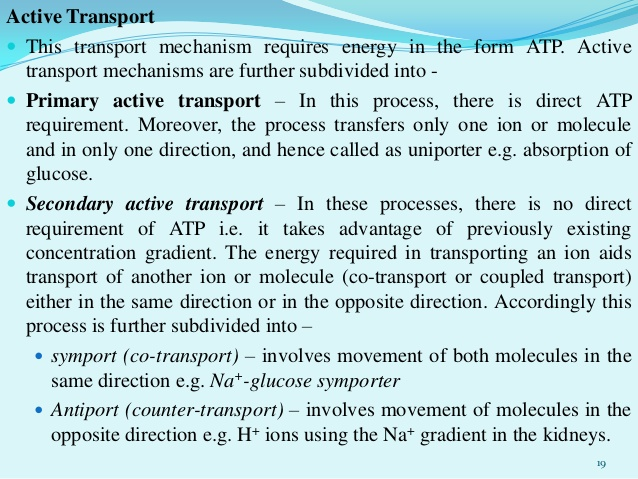 Active Transport
This transport mechanism requires energy in the form ATP. Active
transport mechanisms are further subdivided into -
Primary active transport – In this process, there is direct ATP
requirement. Moreover, the process transfers only one ion or molecule
and in only one direction, and hence called as uniporter e.g. absorption of
glucose.
Secondary active transport – In these processes, there is no direct
requirement of ATP i.e. it takes advantage of previously existing
concentration gradient. The energy required in transporting an ion aids
transport of another ion or molecule (co-transport or coupled transport)
either in the same direction or in the opposite direction. Accordingly this
process is further subdivided into –
symport (co-transport) – involves movement of both molecules in the
same direction e.g. Na⁺-glucose symporter
Antiport (counter-transport) – involves movement of molecules in the
opposite direction e.g. H⁺ ions using the Na⁺ gradient in the kidneys.
19